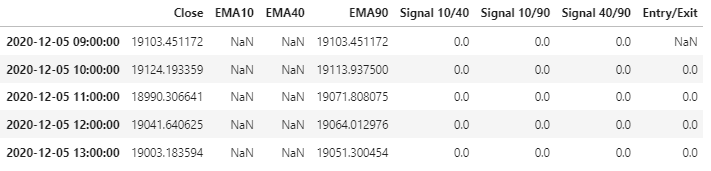 Close EMA10 EMA40 EMA90 Signal 10/40 Signal 10/90 Signal 40/90 Entry/Exit
2020-12-05 09:00:00 19103.451172 NaN NaN 19103.451172 0.0 0.0 0.0 NaN
2020-12-05 10:00:00 19124.193359 NaN NaN 19113.937500 0.0 0.0 0.0 0.0
2020-12-05 11:00:00 18990.306641 NaN NaN 19071.808075 0.0 0.0 0.0 0.0
2020-12-05 12:00:00 19041.640625 NaN NaN 19064.012976 0.0 0.0 0.0 0.0
2020-12-05 13:00:00 19003.183594 NaN NaN 19051.300454 0.0 0.0 0.0 0.0